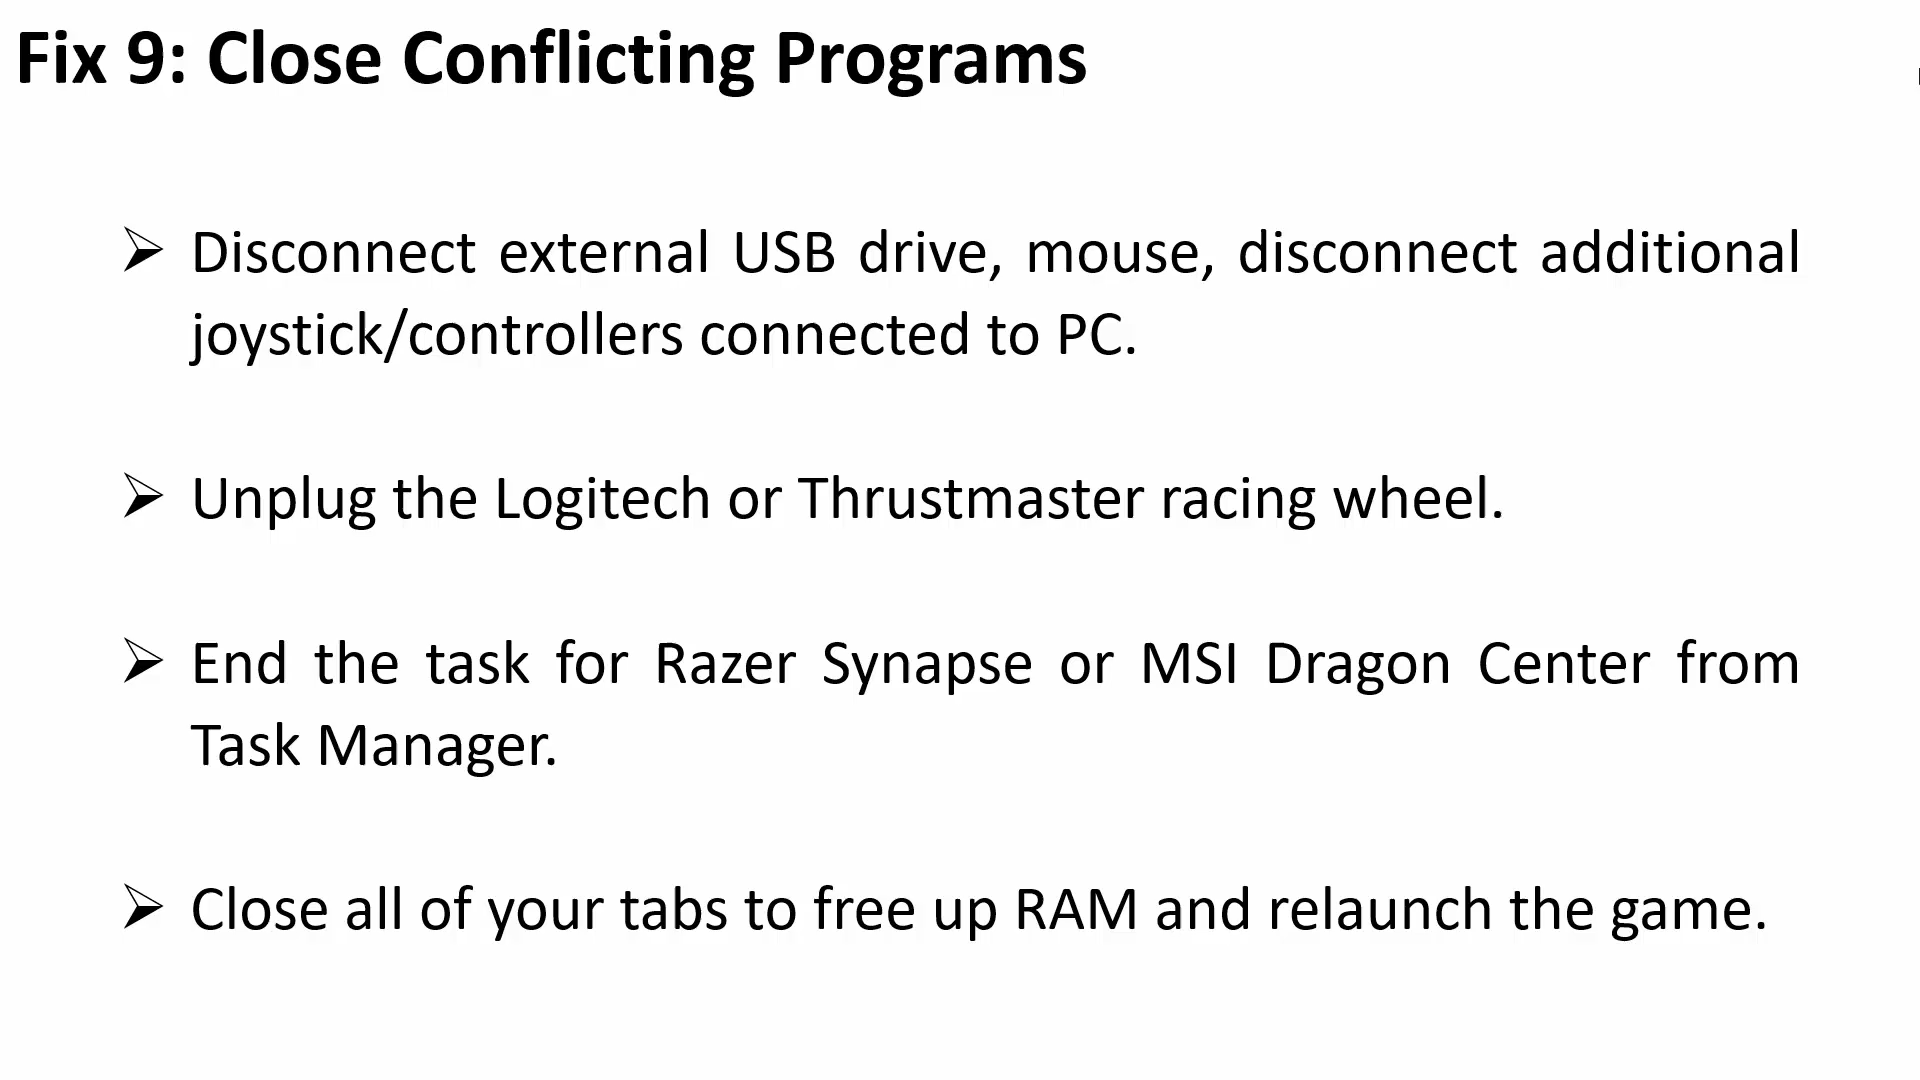 Fix 9: Close Conflicting Programs
➢ Disconnect external USB drive, mouse, disconnect additional
joystick/controllers connected to PC.
➢ Unplug the Logitech or Thrustmaster racing wheel.
➢ End the task for Razer Synapse or MSI Dragon Center from
Task Manager.
➢ Close all of your tabs to free up RAM and relaunch the game.